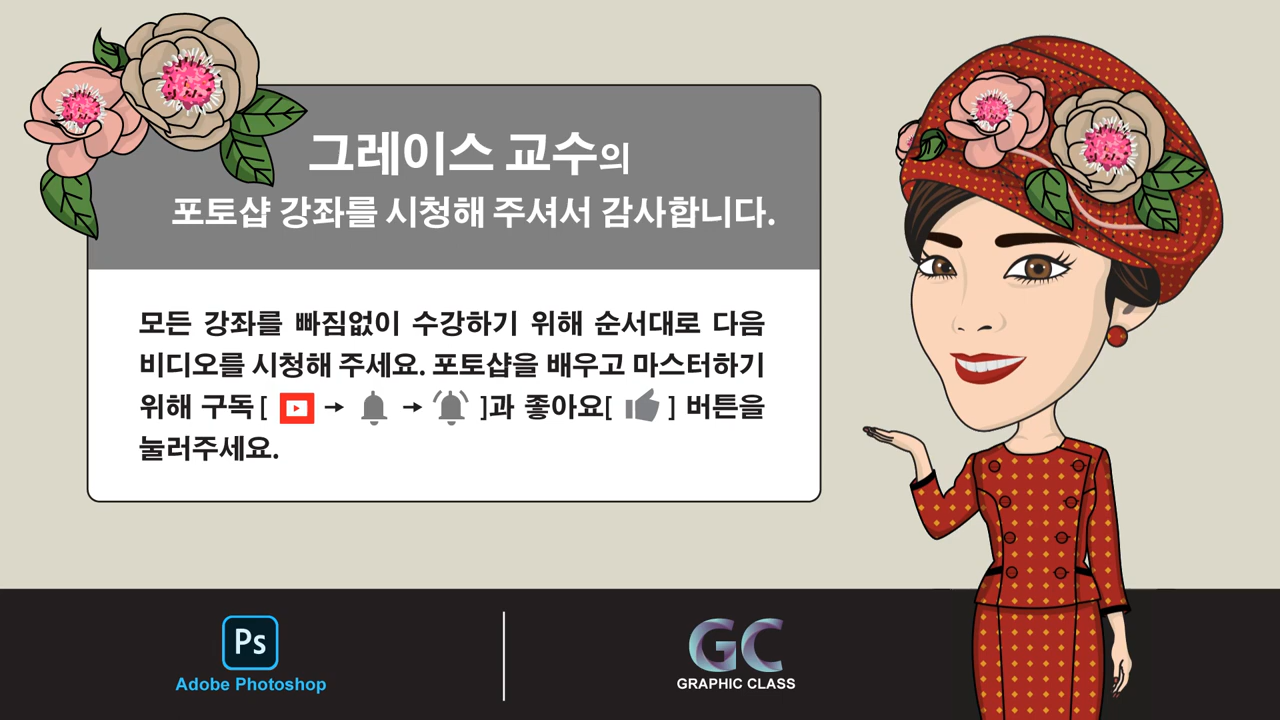 그레이스 교수의
포토샵 강좌를 시청해 주셔서 감사합니다.
모든 강좌를 빠짐없이 수강하기 위해 순서대로 다음
비디오를 시청해 주세요. 포토샵을 배우고 마스터하기
위해 구독 [ → → ]과 좋아요[ ] 버튼을
눌러주세요.
Ps
Adobe Photoshop
GC
GRAPHIC CLASS